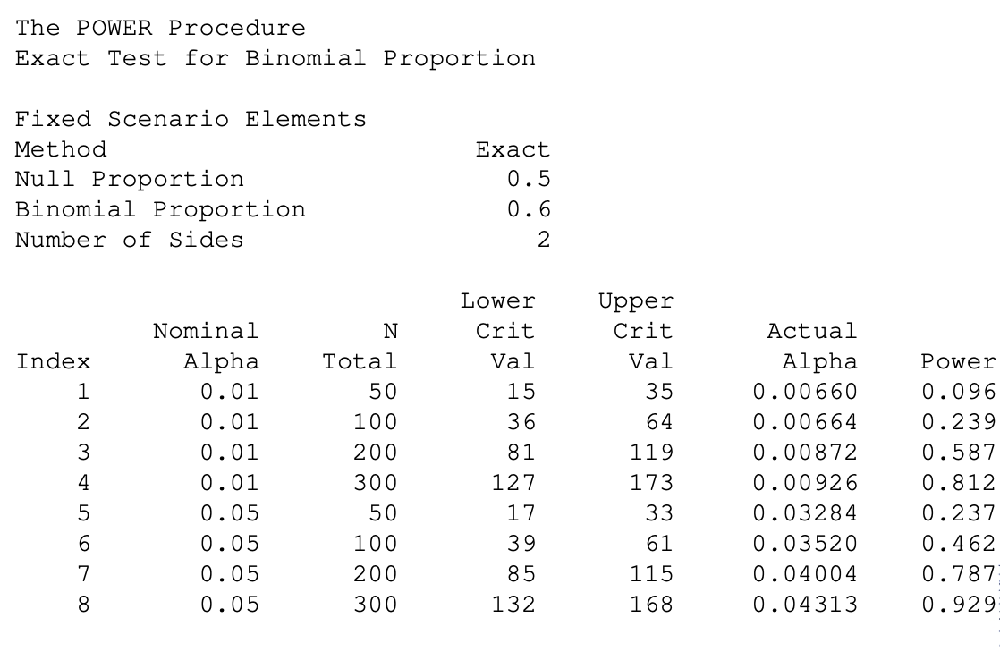 The POWER Procedure
Exact Test for Binomial Proportion
Fixed Scenario Elements
Method Exact
Null Proportion 0.5
Binomial Proportion 0.6
Number of Sides 2
Lower Upper
Nominal N Crit Crit Actual
Index Alpha Total Val Val Alpha Power
1 0.01 50 15 35 0.00660 0.096
2 0.01 100 36 64 0.00664 0.239
3 0.01 200 81 119 0.00872 0.587
4 0.01 300 127 173 0.00926 0.812
5 0.05 50 17 33 0.03284 0.237
6 0.05 100 39 61 0.03520 0.462
7 0.05 200 85 115 0.04004 0.787
8 0.05 300 132 168 0.04313 0.929